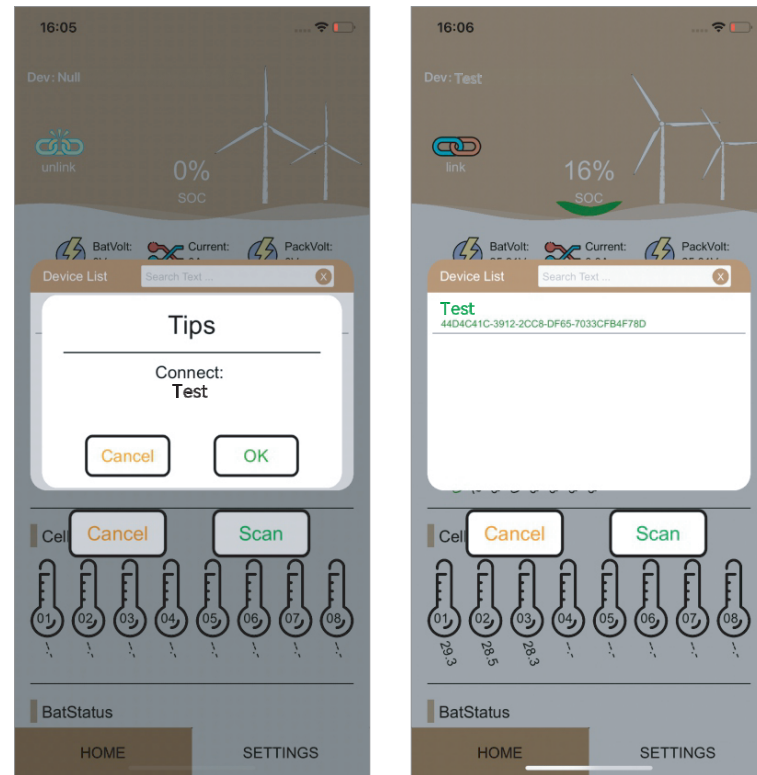 16:05
Dev: Null
unlink
0%
SOC
BatVolt:
Current:
PackVolt:
Device List
Search Text ...
X
Tips
Connect:
Test
Cancel
OK
Cell
Cancel
Scan
01
02
03
04
05
06
07
08
--.-
--.-
--.-
--.-
--.-
--.-
--.-
--.-
BatStatus
HOME
SETTINGS
16:06
Dev: Test
link
16%
SOC
BatVolt:
Current:
PackVolt:
Device List
Search Text ...
X
Test
44D4C41C-3912-2CC8-DF65-7033CFB4F78D
Cell
Cancel
Scan
01
02
03
04
05
06
07
08
29.3
28.5
28.3
--.-
--.-
--.-
--.-
--.-
BatStatus
HOME
SETTINGS